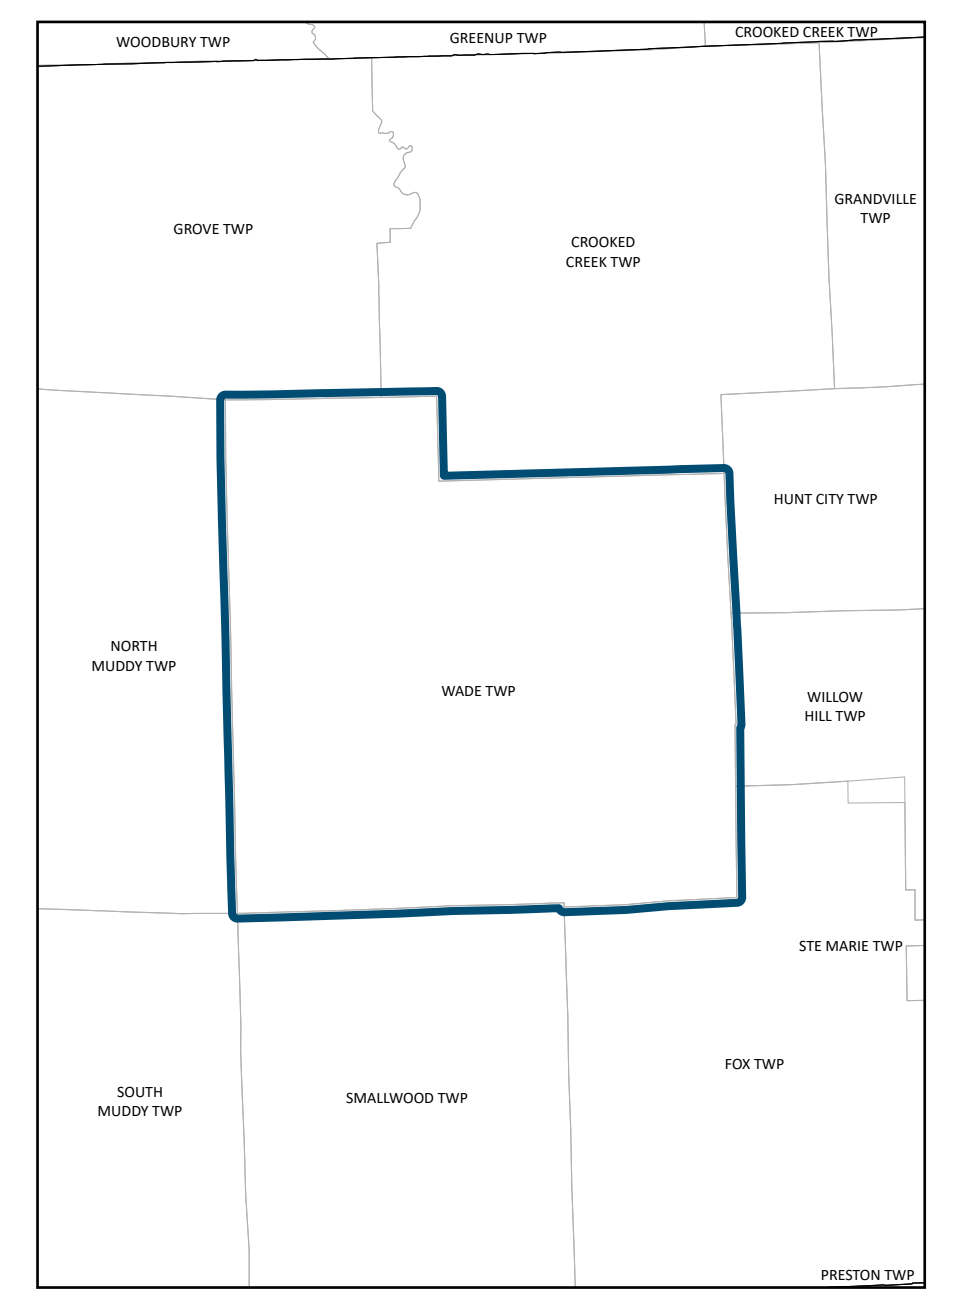 WOODBURY TWP
GREENUP TWP
CROOKED CREEK TWP
GROVE TWP
CROOKED
CREEK TWP
GRANDVILLE
TWP
HUNT CITY TWP
NORTH
MUDDY TWP
WADE TWP
WILLOW
HILL TWP
STE MARIE TWP
FOX TWP
SOUTH
MUDDY TWP
SMALLWOOD TWP
PRESTON TWP